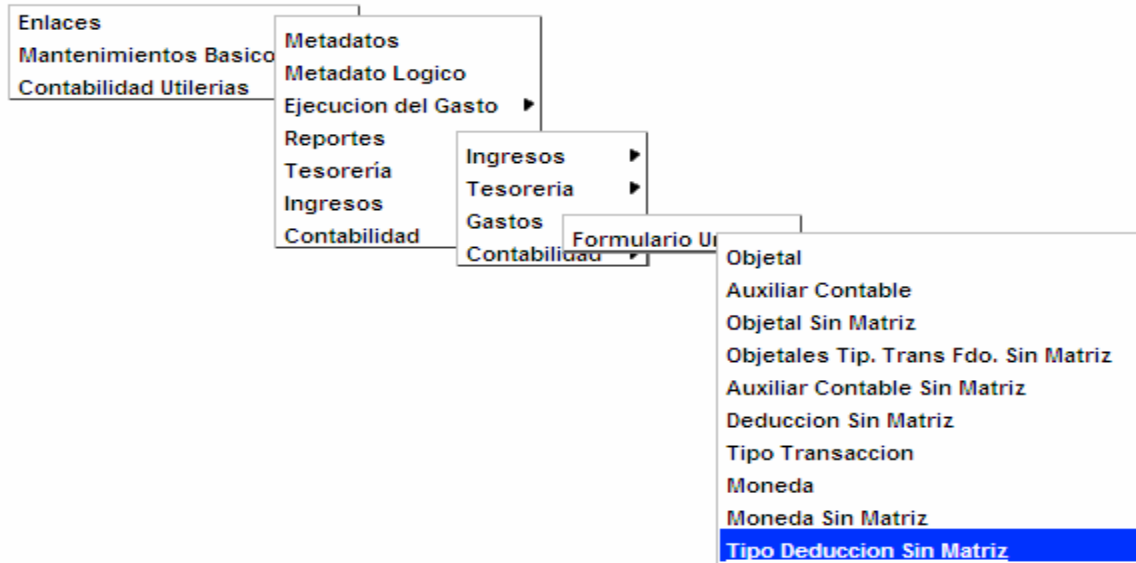 Enlaces
Mantenimientos Basico
Contabilidad Utilerias
Metadatos
Metadato Logico
Ejecucion del Gasto
Reportes
Tesorería
Ingresos
Contabilidad
Ingresos
Tesoreria
Gastos
Contabilidad
Formulario
Objetal
Auxiliar Contable
Objetal Sin Matriz
Objetales Tip. Trans Fdo. Sin Matriz
Auxiliar Contable Sin Matriz
Deduccion Sin Matriz
Tipo Transaccion
Moneda
Moneda Sin Matriz
Tipo Deduccion Sin Matriz